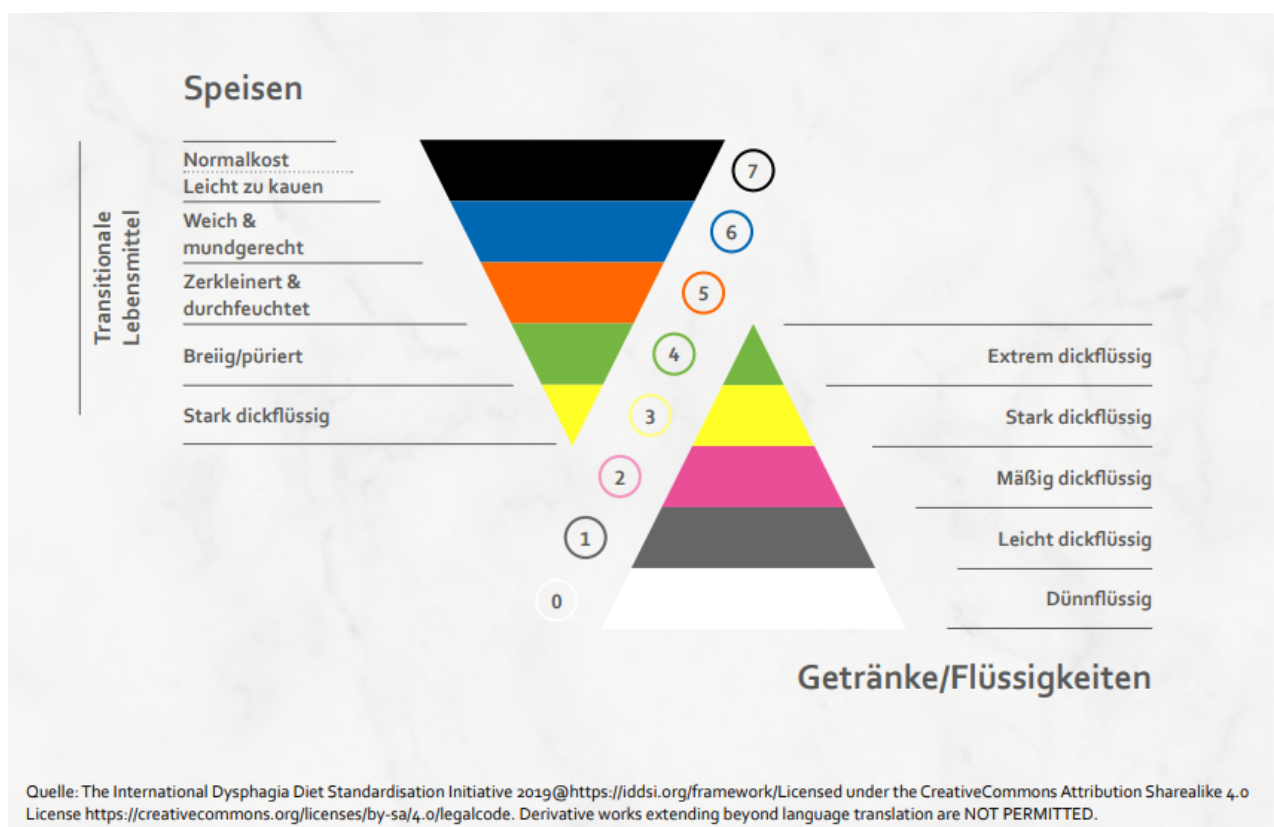 Speisen
Transitionale
Lebensmittel
Normalkost
Leicht zu kauen
Weich &
mundgerecht
Zerkleinert &
durchfeuchtet
Breiig/püriert
Stark dickflüssig
7
6
5
4
3
2
1
0
Extrem dickflüssig
Stark dickflüssig
Mäßig dickflüssig
Leicht dickflüssig
Dünnflüssig
Getränke/Flüssigkeiten
Quelle: The International Dysphagia Diet Standardisation Initiative 2019@https://iddsi.org/framework/Licensed under the CreativeCommons Attribution Sharealike 4.0
License https://creativecommons.org/licenses/by-sa/4.0/legalcode. Derivative works extending beyond language translation are NOT PERMITTED.